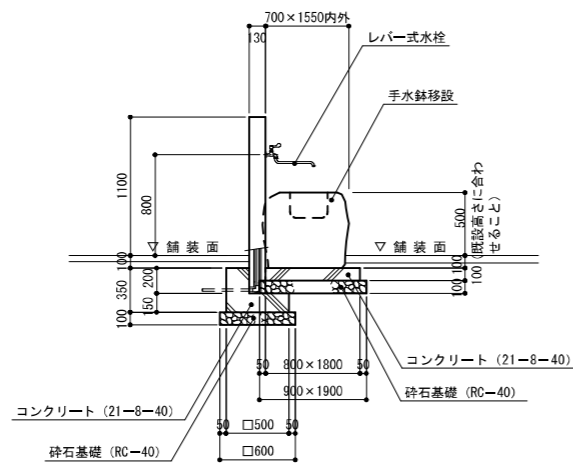 700×1550内外
130
レバー式水栓
手水鉢移設
1100
800
500
(既設高さに合わ
せること)
▽ 舗 装 面
▽ 舗 装 面
100
200
350
150
100
100
100
100
50
800×1800
50
900×1900
コンクリート (21-8-40)
砕石基礎 (RC-40)
コンクリート (21-8-40)
50
□500
50
□600
砕石基礎 (RC-40)